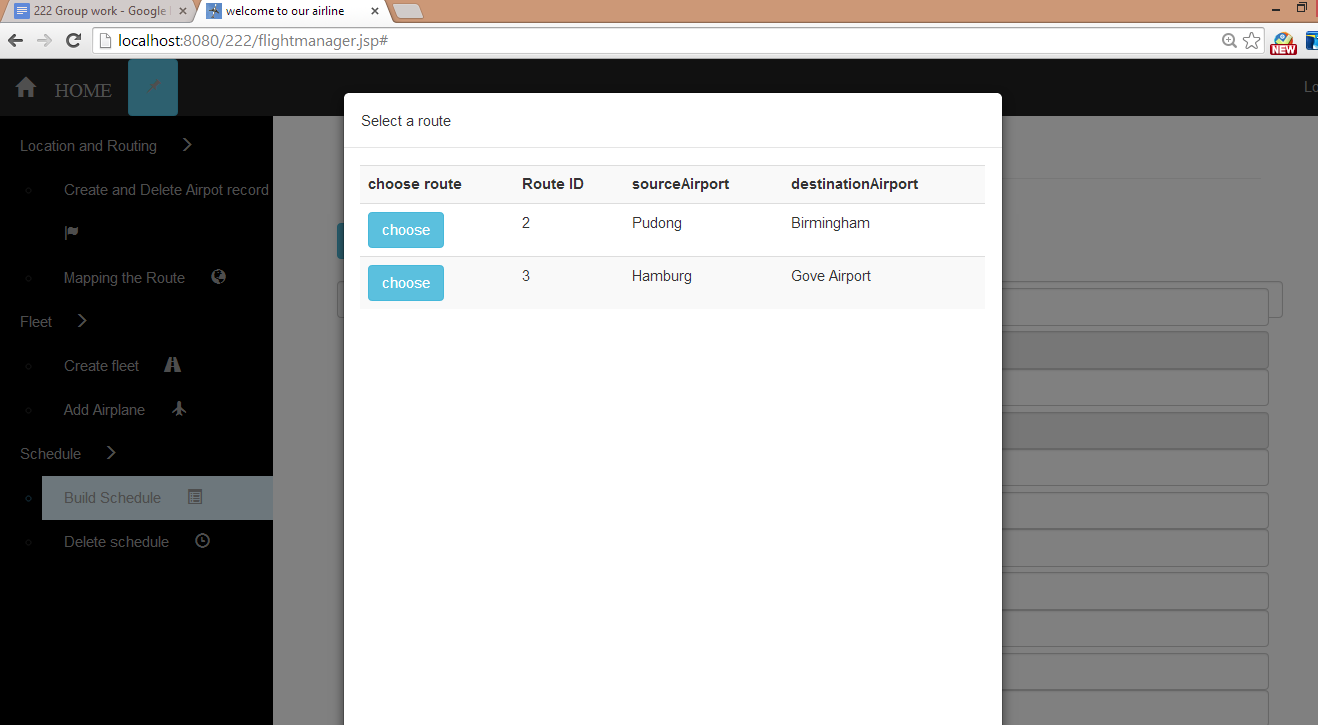 222 Group work - Google
welcome to our airline
localhost:8080/222/flightmanager.jsp#
NEW
HOME
Lo
Select a route
choose route Route ID sourceAirport destinationAirport
choose 2 Pudong Birmingham
choose 3 Hamburg Gove Airport
Location and Routing
Create and Delete Airpot record
Mapping the Route
Fleet
Create fleet
Add Airplane
Schedule
Build Schedule
Delete schedule